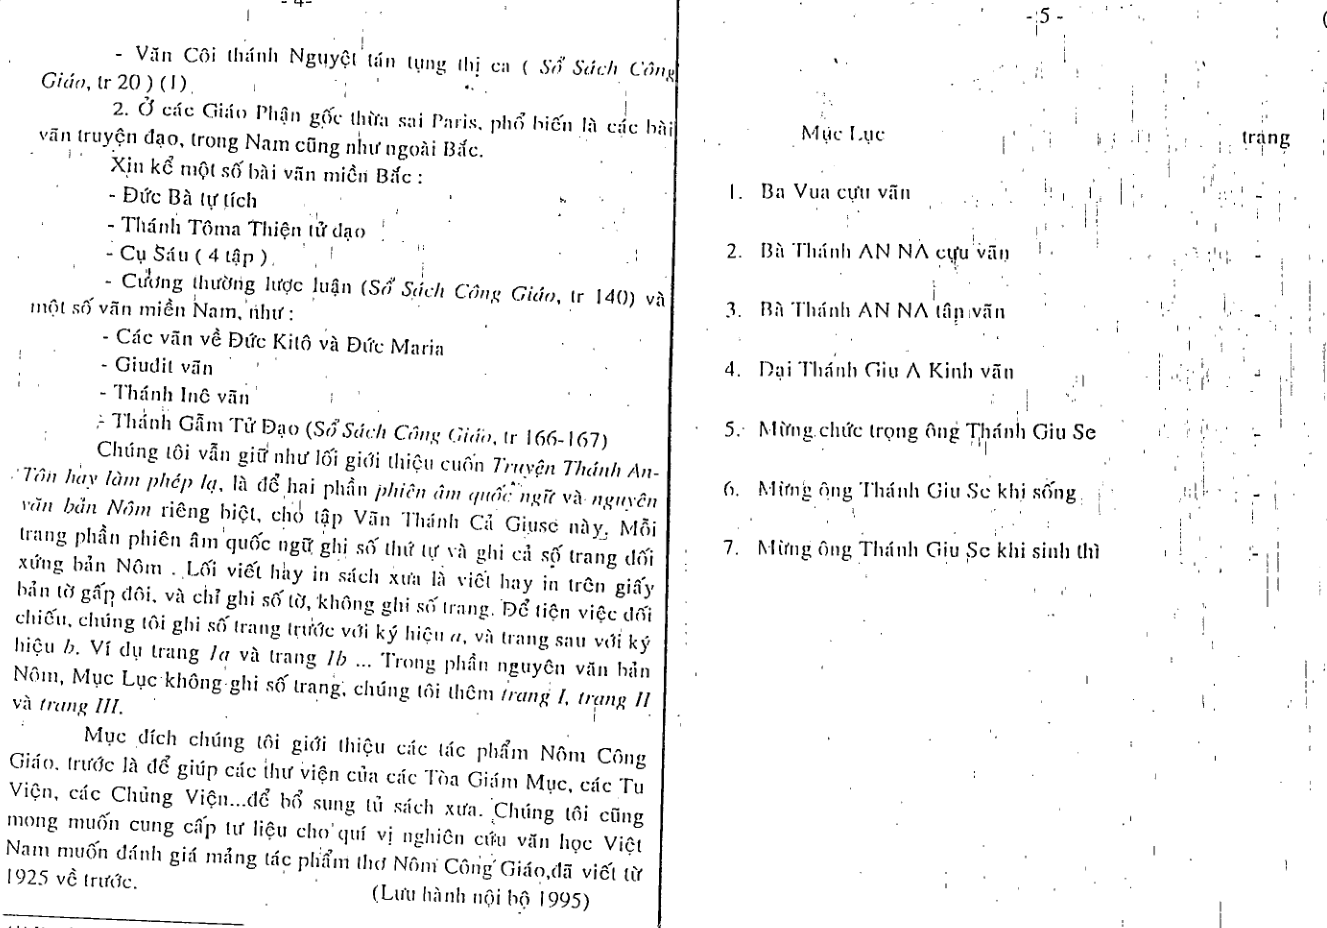 - 4-
- Văn Côi thánh Nguyệt tán tụng thị ca ( Sổ Sách Công
Giáo, tr 20 ) (1)
2. Ở các Giáo Phận gốc thừa sai Paris, phổ biến là các bài
vãn truyện đạo, trong Nam cũng như ngoài Bắc.
Xin kể một số bài vãn miền Bắc :
- Đức Bà tự tích
- Thánh Tôma Thiện tử đạo
- Cụ Sáu ( 4 tập )
- Cương thường lược luận (Sổ Sách Công Giáo, tr 140) và
một số vãn miền Nam, như :
- Các vãn về Đức Kitô và Đức Maria
- Giuđit vãn
- Thánh Inê vãn
- Thánh Gẫm Tử Đạo (Sổ Sách Công Giáo, tr 166-167)
Chúng tôi vẫn giữ như lối giới thiệu cuốn Truyện Thánh An-
Tôn hay làm phép lạ, là để hai phần phiên âm quốc ngữ và nguyên
văn bản Nôm riêng biệt, cho tập Vãn Thánh Cả Giuse này. Mỗi
trang phần phiên âm quốc ngữ ghi số thứ tự và ghi cả số trang đối
xứng bản Nôm . Lối viết hay in sách xưa là viết hay in trên giấy
bản tờ gấp đôi, và chỉ ghi số tờ, không ghi số trang. Để tiện việc đối
chiếu, chúng tôi ghi số trang trước với ký hiệu a, và trang sau với ký
hiệu b. Ví dụ trang 1a và trang 1b ... Trong phần nguyên văn bản
Nôm, Mục Lục không ghi số trang, chúng tôi thêm trang I, trang II
và trang III.
Mục đích chúng tôi giới thiệu các tác phẩm Nôm Công
Giáo, trước là để giúp các thư viện của các Tòa Giám Mục, các Tu
Viện, các Chủng Viện...để bổ sung tủ sách xưa. Chúng tôi cũng
mong muốn cung cấp tư liệu cho quí vị nghiên cứu văn học Việt
Nam muốn đánh giá mảng tác phẩm thơ Nôm Công Giáo,đã viết từ
1925 về trước.
(Lưu hành nội bộ 1995)
- 5 -
Mục Lục trang
1. Ba Vua cựu vãn -
2. Bà Thánh AN NA cựu vãn -
3. Bà Thánh AN NA tân vãn -
4. Đại Thánh Giu A Kinh vãn -
5. Mừng chức trọng ông Thánh Giu Se -
6. Mừng ông Thánh Giu Se khi sống -
7. Mừng ông Thánh Giu Se khi sinh thì -